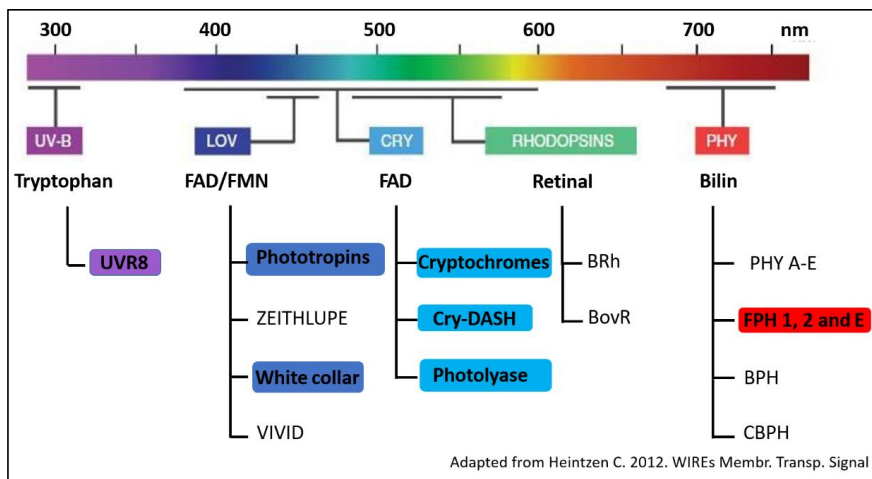 300 400 500 600 700 nm
UV-B LOV CRY RHODOPSINS PHY
Tryptophan FAD/FMN FAD Retinal Bilin
UVR8 Phototropins Cryptochromes BRh PHY A-E
ZEITHLUPE Cry-DASH BovR FPH 1, 2 and E
White collar Photolyase BPH
VIVID CBPH
Adapted from Heintzen C. 2012. WIREs Membr. Transp. Signal